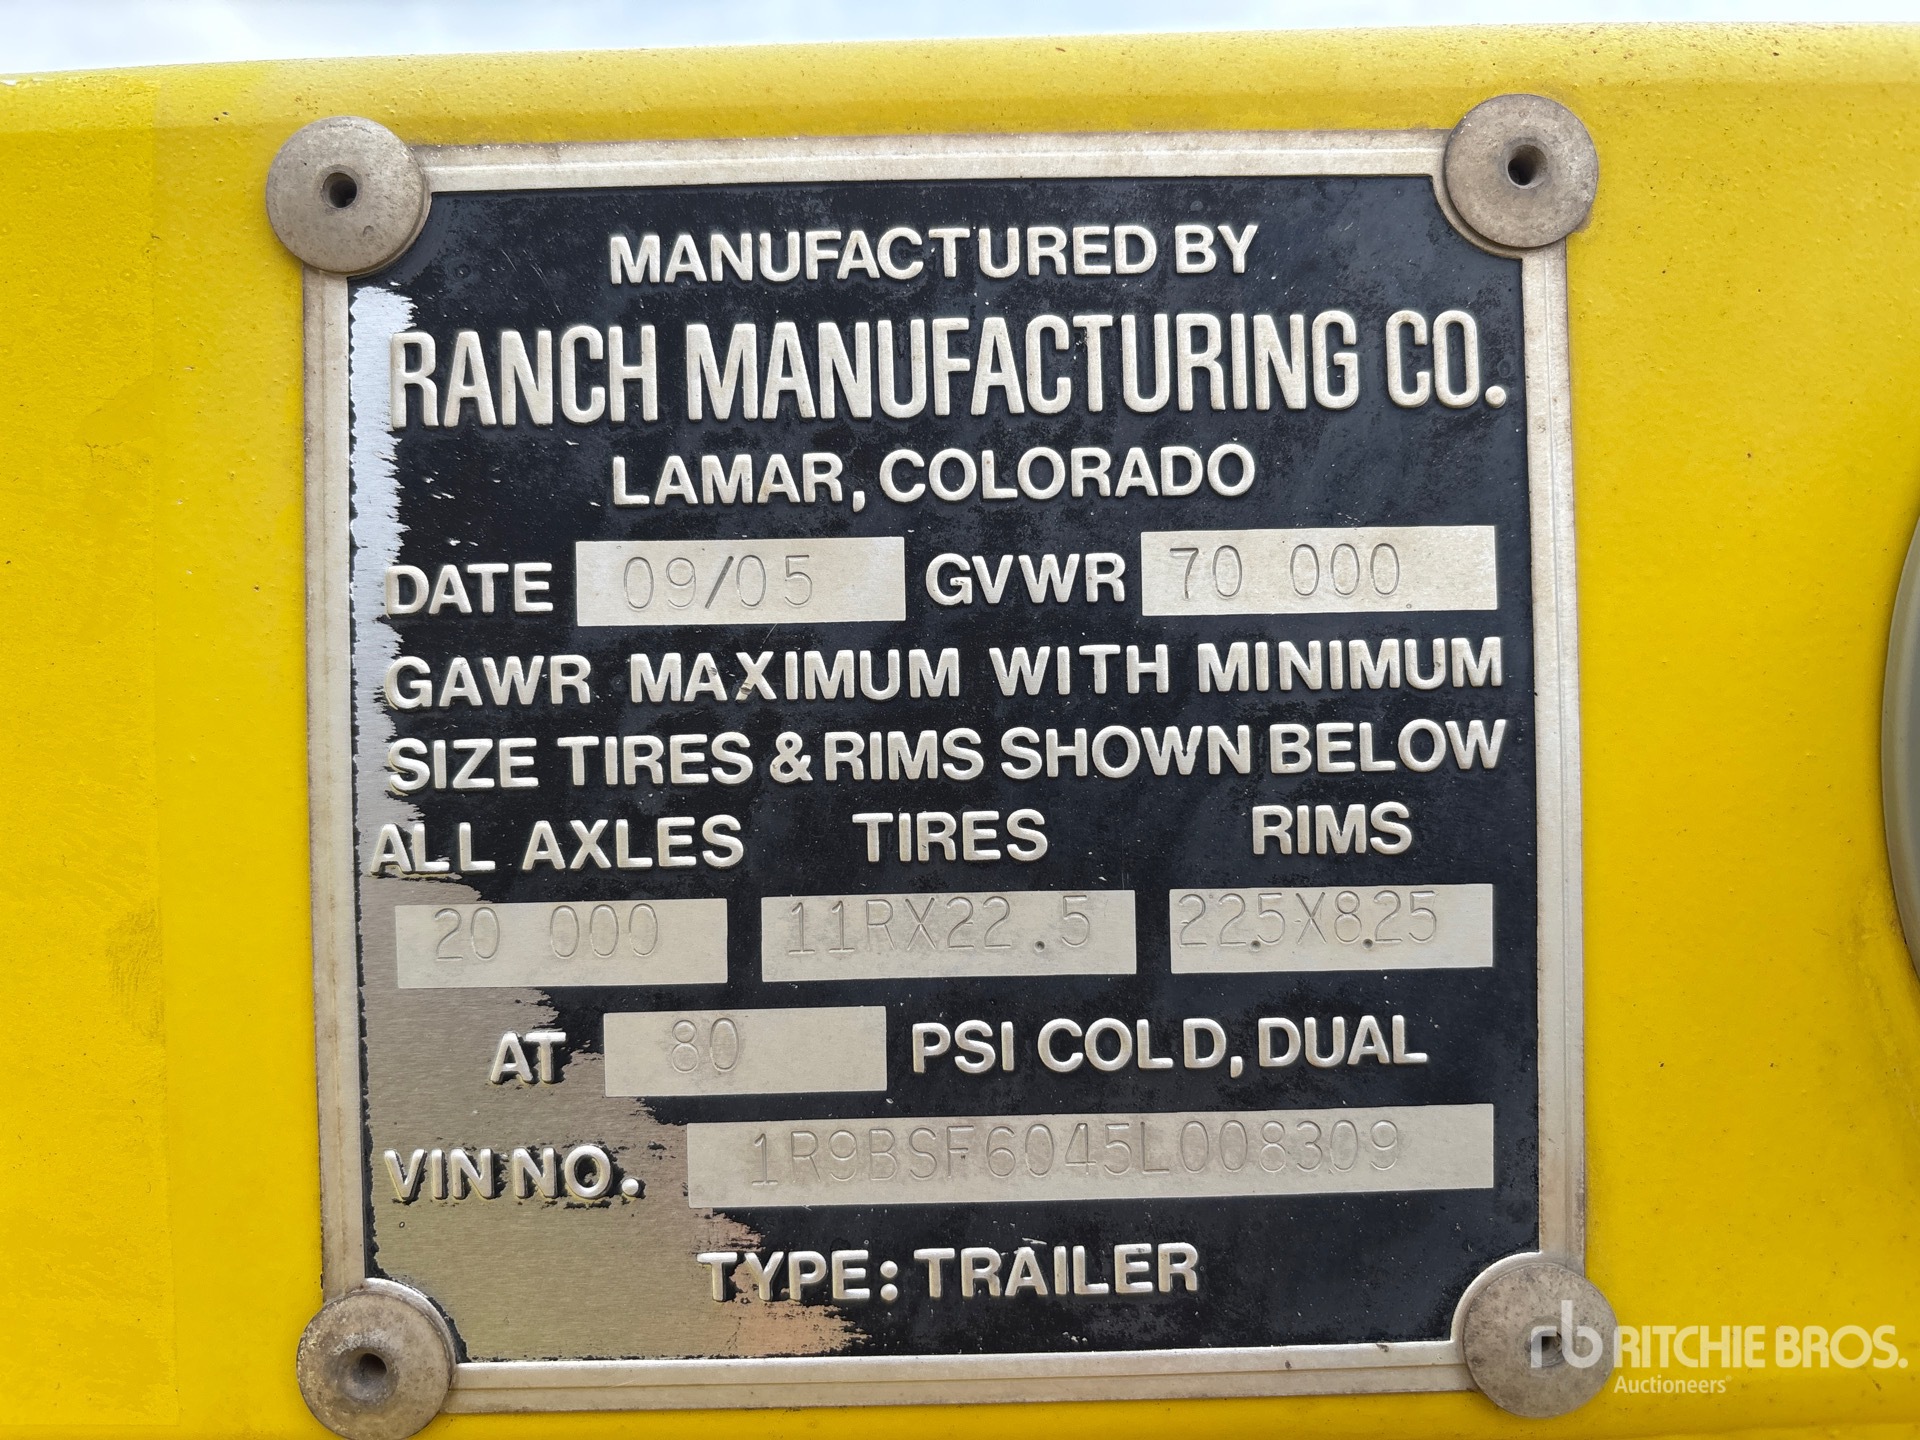 MANUFACTURED BY
RANCH MANUFACTURING CO.
LAMAR, COLORADO
DATE 09/05 GVWR 70 000
GAWR MAXIMUM WITH MINIMUM
SIZE TIRES & RIMS SHOWN BELOW
ALL AXLES TIRES RIMS
20 000 11RX22.5 22.5X8.25
AT 80 PSI COLD, DUAL
VIN NO. 1R9BSF6045L008309
TYPE: TRAILER
rb RITCHIE BROS.
Auctioneers